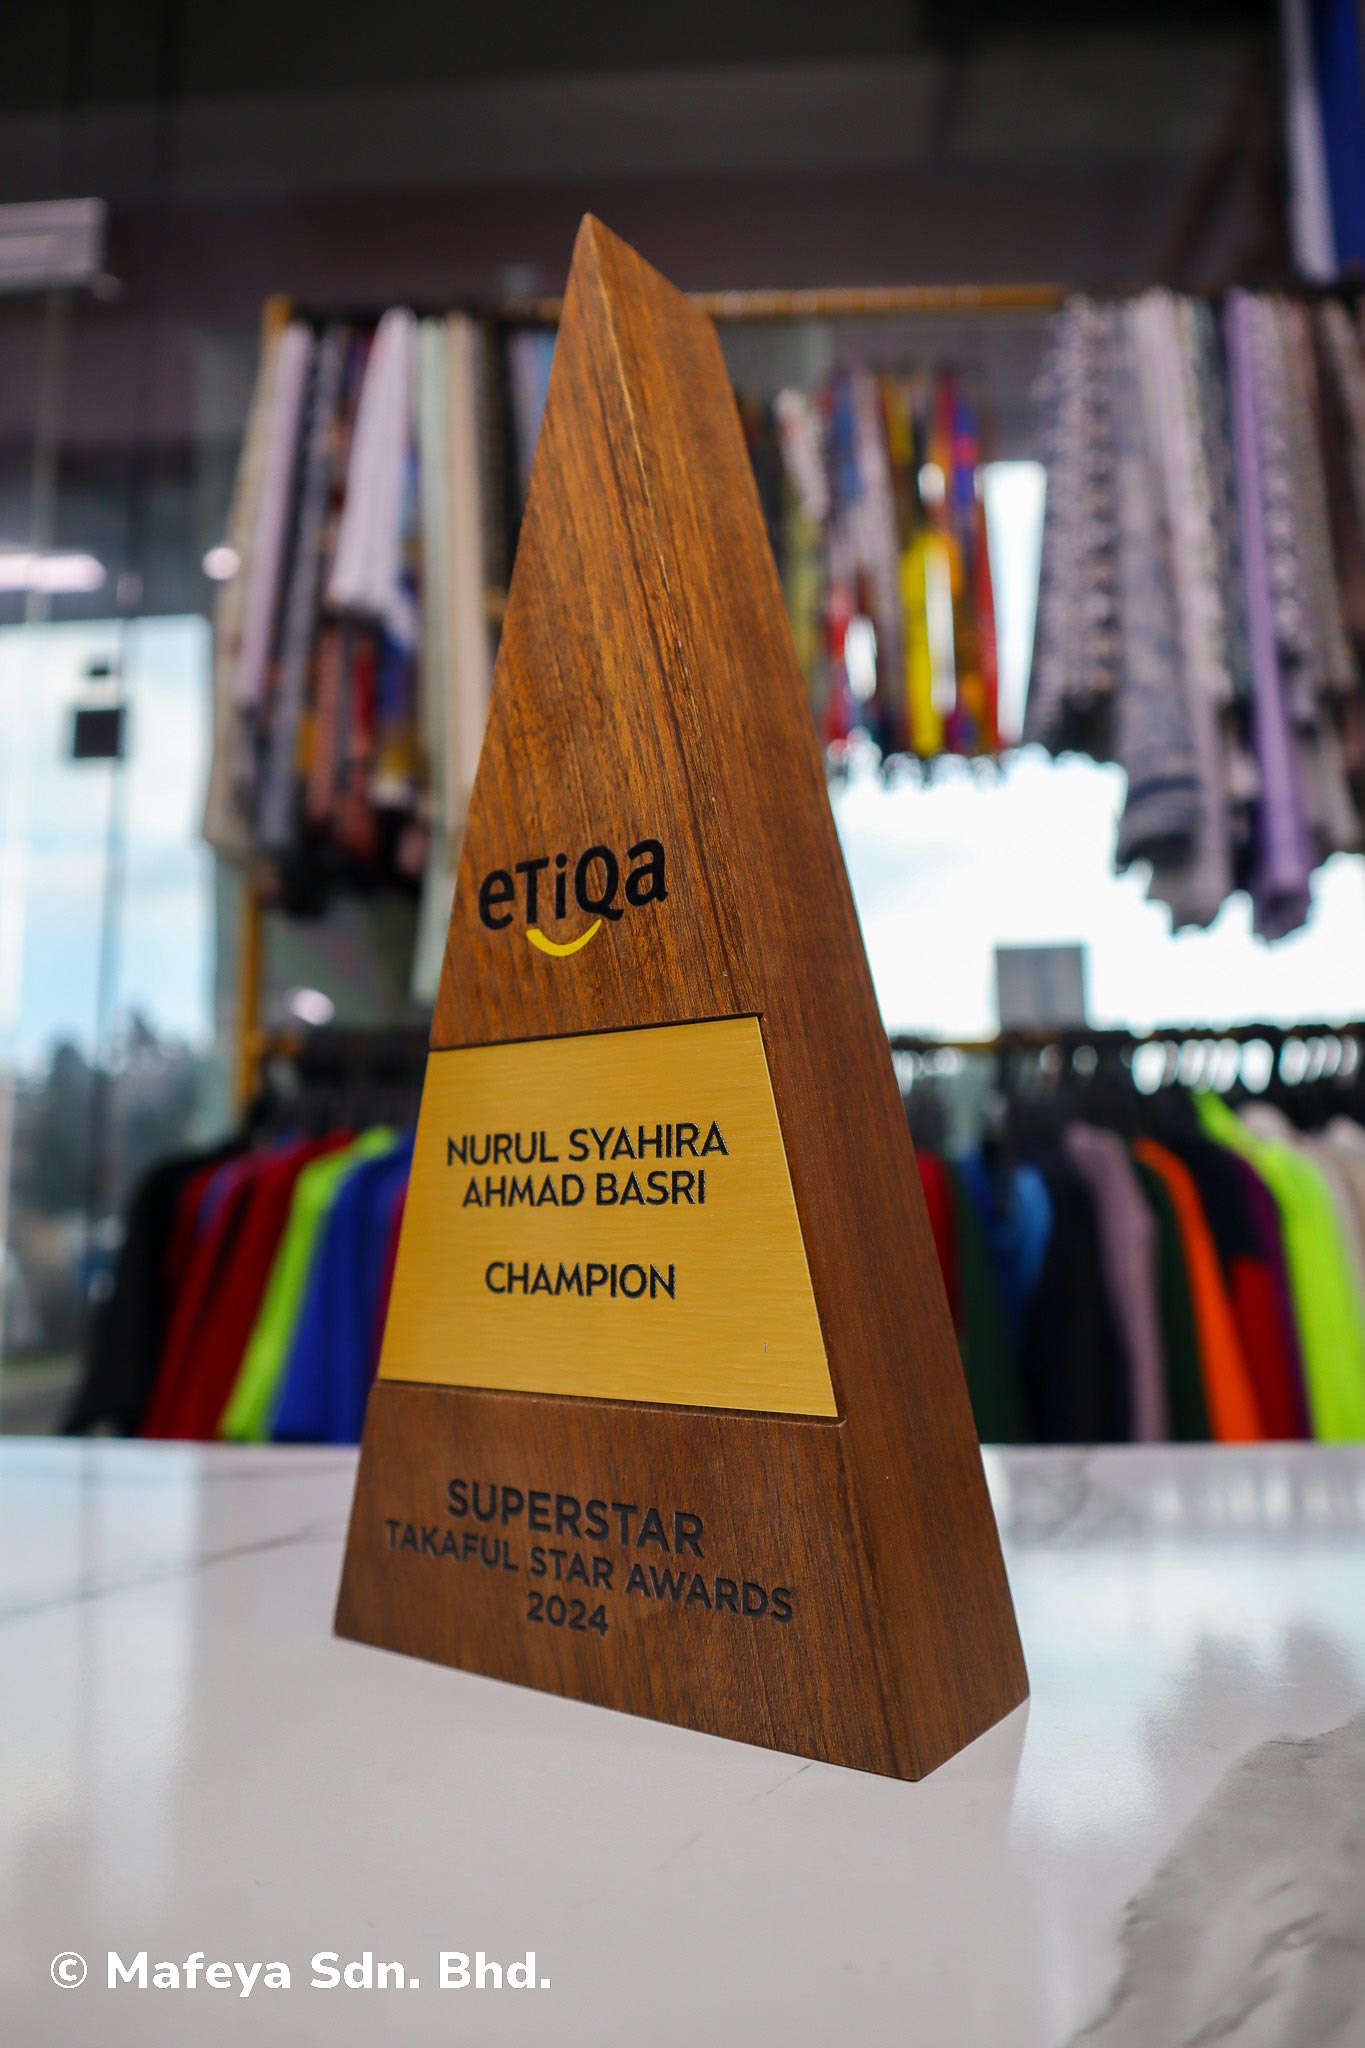 eTiQa
NURUL SYAHIRA
AHMAD BASRI
CHAMPION
SUPERSTAR
TAKAFUL STAR AWARDS
2024
© Mafeya Sdn. Bhd.